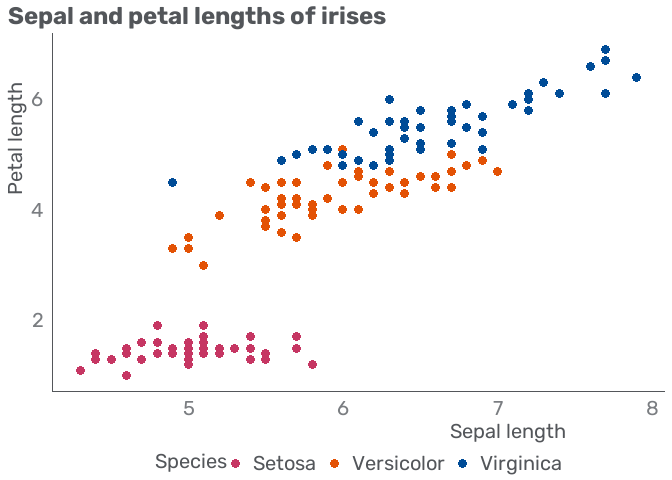 Sepal and petal lengths of irises
Petal length
6
4
2
5 6 7 8
Sepal length
Species Setosa Versicolor Virginica